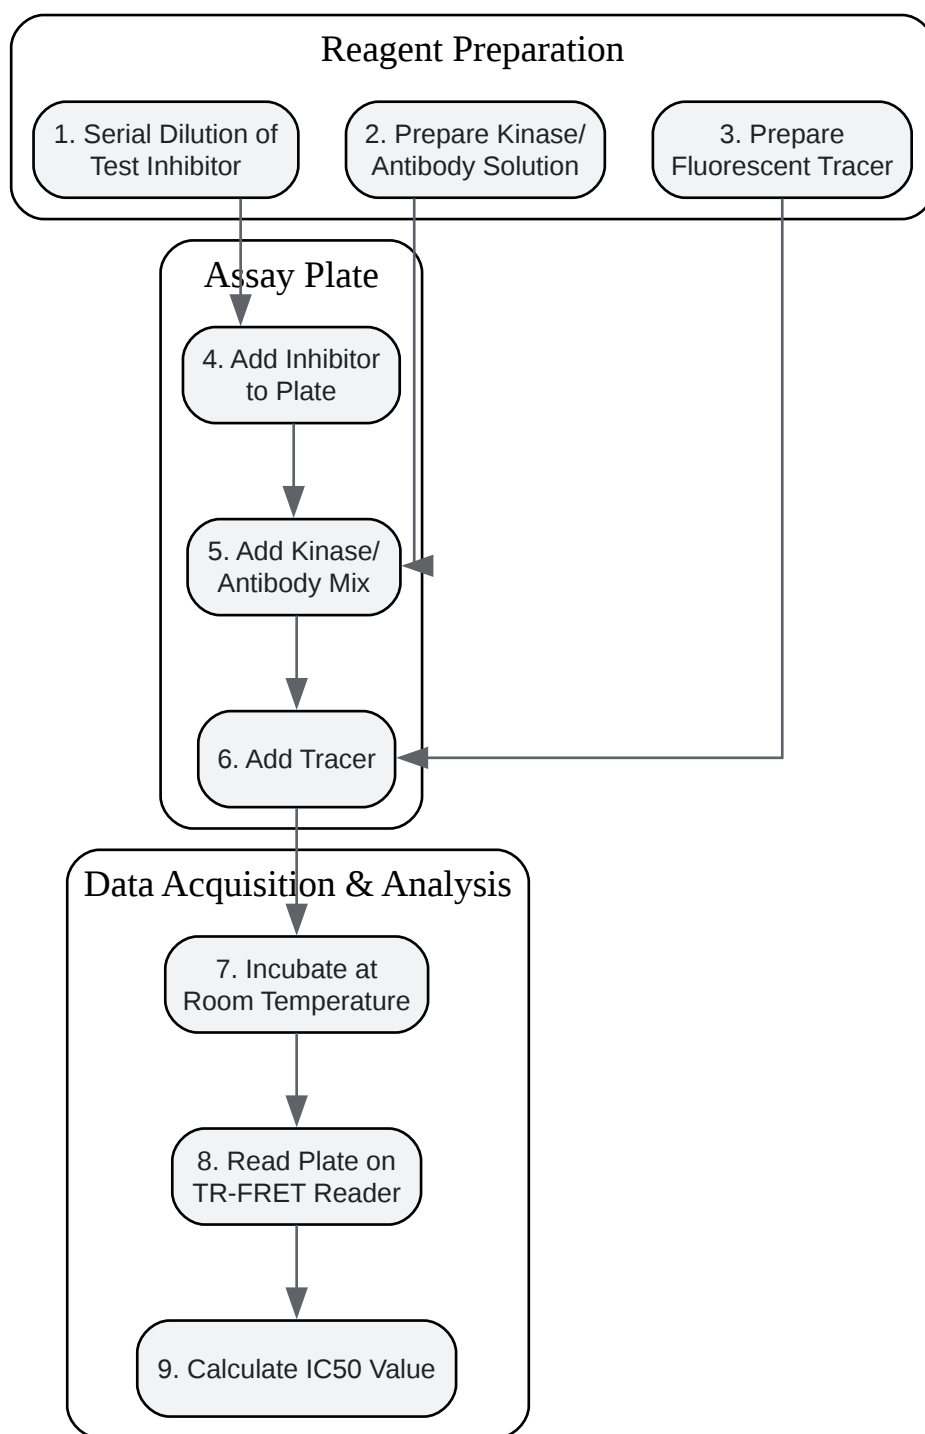 Reagent Preparation
1. Serial Dilution of
Test Inhibitor
2. Prepare Kinase/
Antibody Solution
3. Prepare
Fluorescent Tracer
Assay Plate
4. Add Inhibitor
to Plate
5. Add Kinase/
Antibody Mix
6. Add Tracer
Data Acquisition & Analysis
7. Incubate at
Room Temperature
8. Read Plate on
TR-FRET Reader
9. Calculate IC50 Value